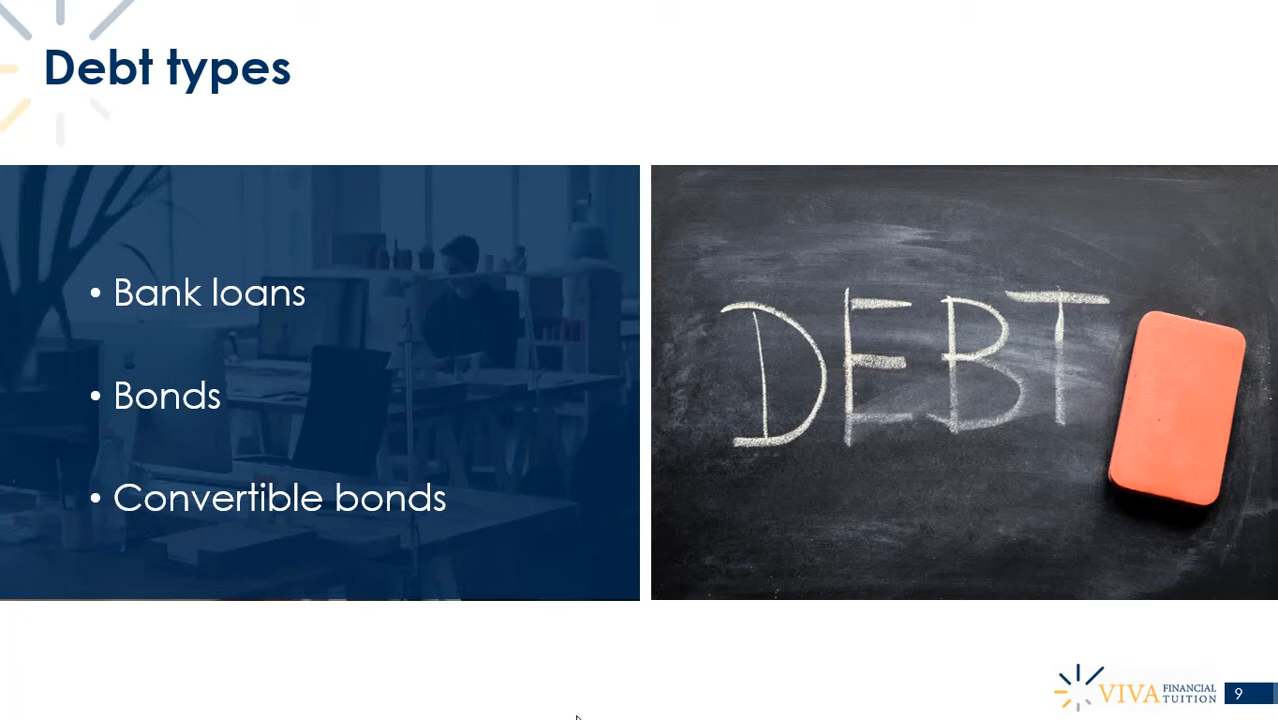 Debt types
• Bank loans
• Bonds
• Convertible bonds
DEBT
VIVA FINANCIAL TUITION
9